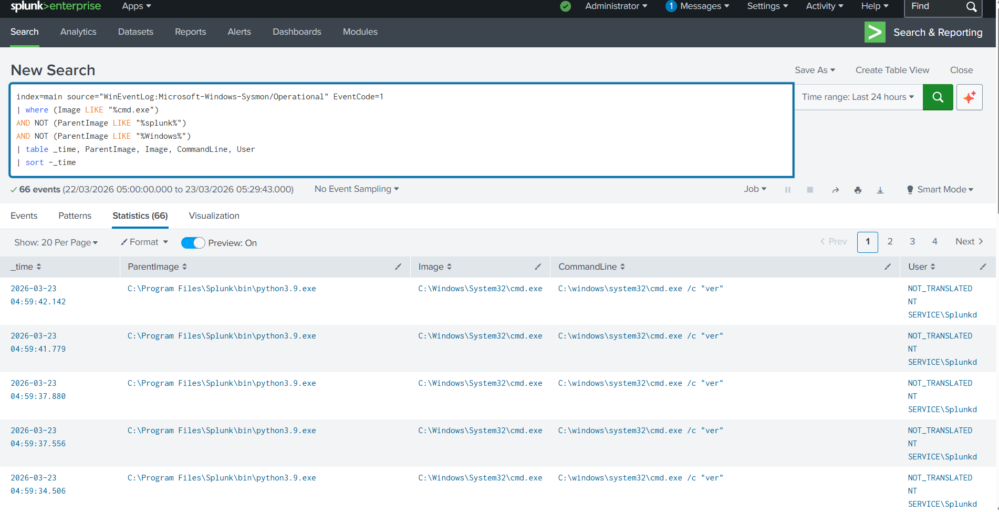 splunk>enterprise Apps Administrator 1 Messages Settings Activity Help Find
Search Analytics Datasets Reports Alerts Dashboards Modules > Search & Reporting
New Search Save As Create Table View Close
index=main source="WinEventLog:Microsoft-Windows-Sysmon/Operational" EventCode=1
| where (Image LIKE "%cmd.exe")
AND NOT (ParentImage LIKE "%splunk%")
AND NOT (ParentImage LIKE "%Windows%")
| table _time, ParentImage, Image, CommandLine, User
| sort -_time
Time range: Last 24 hours
66 events (22/03/2026 05:00:00.000 to 23/03/2026 05:29:43.000) No Event Sampling Job Smart Mode
Events Patterns Statistics (66) Visualization
Show: 20 Per Page Format Preview: On < Prev 1 2 3 4 Next >
_time ParentImage Image CommandLine User
2026-03-23 C:\Program Files\Splunk\bin\python3.9.exe C:\Windows\System32\cmd.exe C:\windows\system32\cmd.exe /c "ver" NOT_TRANSLATED
04:59:42.142 NT
SERVICE\Splunkd
2026-03-23 C:\Program Files\Splunk\bin\python3.9.exe C:\Windows\System32\cmd.exe C:\windows\system32\cmd.exe /c "ver" NOT_TRANSLATED
04:59:41.779 NT
SERVICE\Splunkd
2026-03-23 C:\Program Files\Splunk\bin\python3.9.exe C:\Windows\System32\cmd.exe C:\windows\system32\cmd.exe /c "ver" NOT_TRANSLATED
04:59:37.880 NT
SERVICE\Splunkd
2026-03-23 C:\Program Files\Splunk\bin\python3.9.exe C:\Windows\System32\cmd.exe C:\windows\system32\cmd.exe /c "ver" NOT_TRANSLATED
04:59:37.556 NT
SERVICE\Splunkd
2026-03-23 C:\Program Files\Splunk\bin\python3.9.exe C:\Windows\System32\cmd.exe C:\windows\system32\cmd.exe /c "ver" NOT_TRANSLATED
04:59:34.506 NT
SERVICE\Splunkd